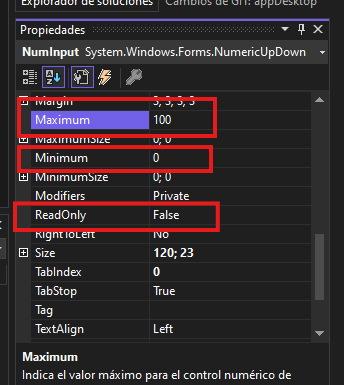 Explorador de soluciones Cambios de GIT: appDesktop
Propiedades
NumInput System.Windows.Forms.NumericUpDown
Margin 3; 3; 3; 3
Maximum 100
MaximumSize 0; 0
Minimum 0
MinimumSize 0; 0
Modifiers Private
ReadOnly False
RightToLeft No
Size 120; 23
TabIndex 0
TabStop True
Tag
TextAlign Left
Maximum
Indica el valor máximo para el control numérico de